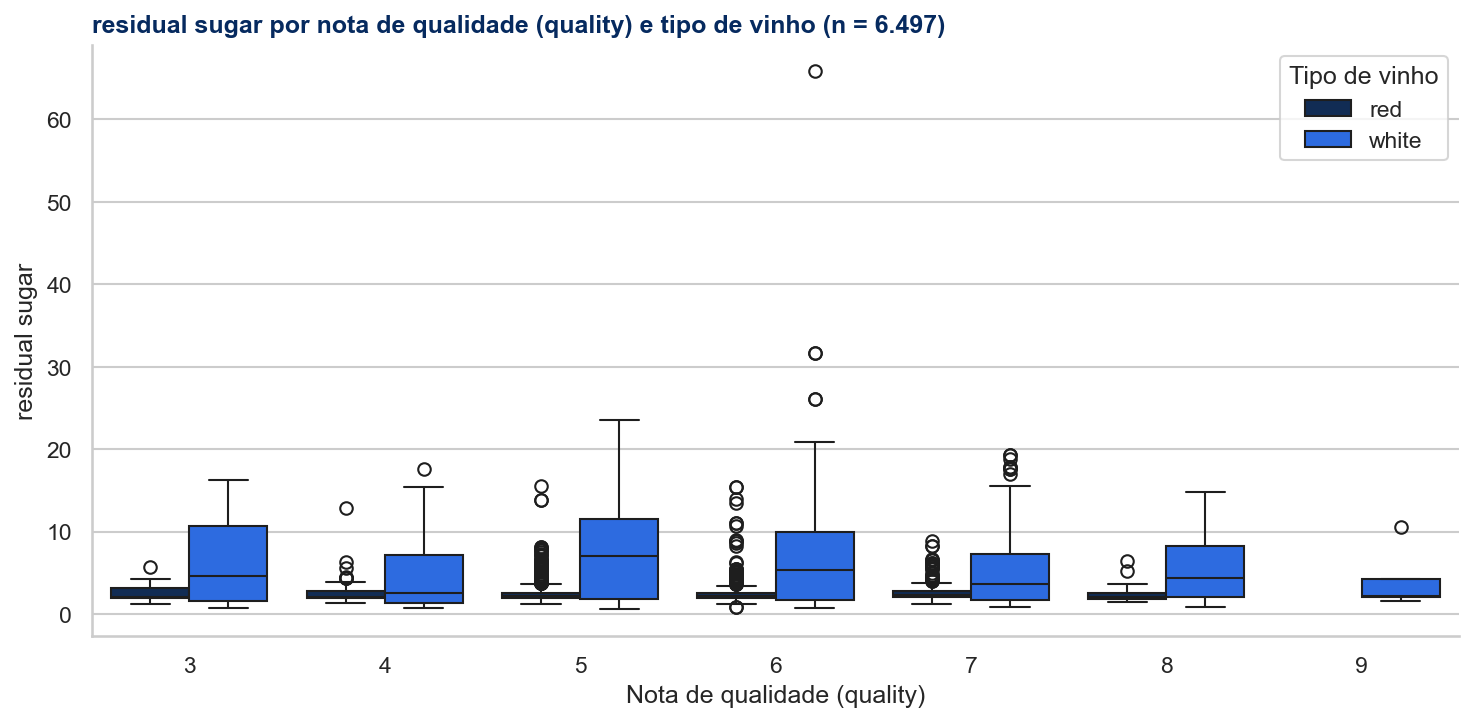 residual sugar por nota de qualidade (quality) e tipo de vinho (n = 6.497)
Tipo de vinho
red
white
residual sugar
60
50
40
30
20
10
0
3 4 5 6 7 8 9
Nota de qualidade (quality)